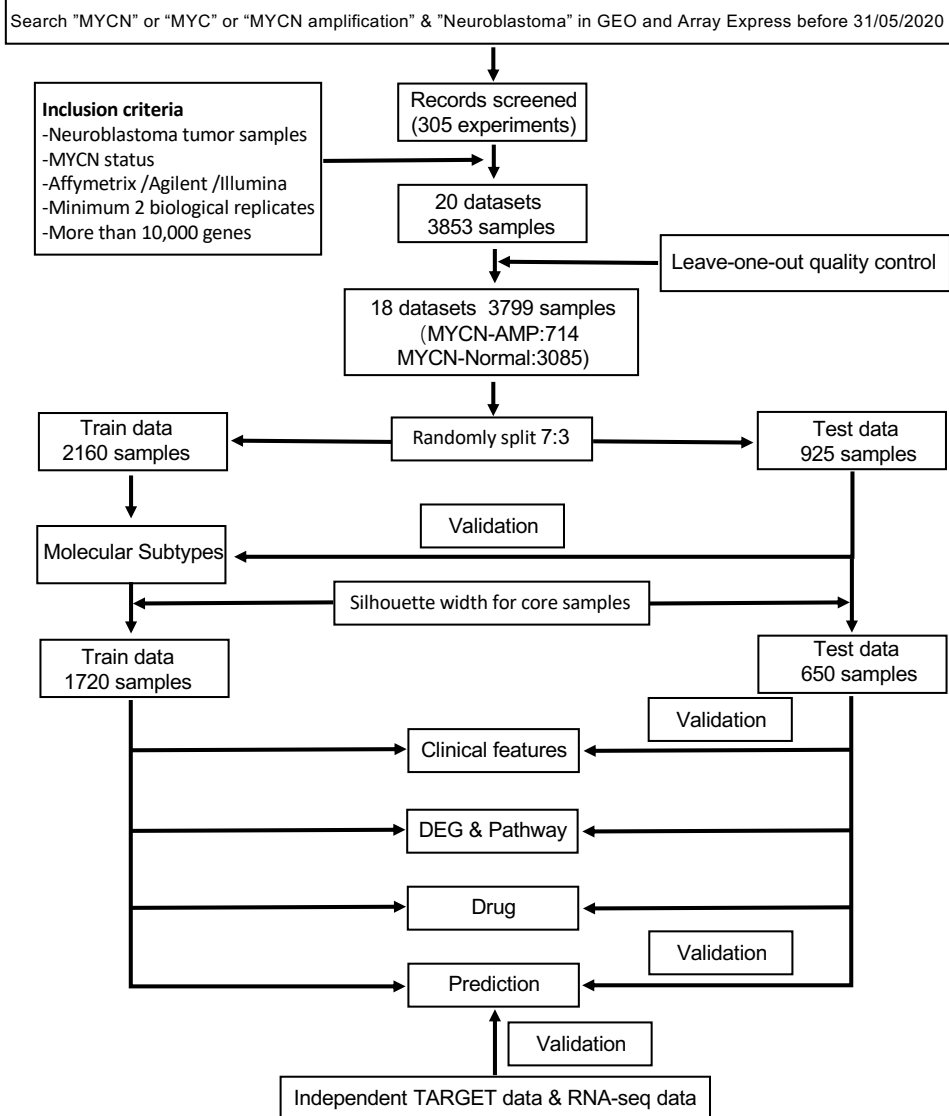 Search ”MYCN” or “MYC” or “MYCN amplification” & ”Neuroblastoma” in GEO and Array Express before 31/05/2020
Records screened
(305 experiments)
Inclusion criteria
-Neuroblastoma tumor samples
-MYCN status
-Affymetrix /Agilent /Illumina
-Minimum 2 biological replicates
-More than 10,000 genes
20 datasets
3853 samples
Leave-one-out quality control
18 datasets 3799 samples
(MYCN-AMP:714
MYCN-Normal:3085)
Train data
2160 samples
Randomly split 7:3
Test data
925 samples
Validation
Molecular Subtypes
Silhouette width for core samples
Train data
1720 samples
Test data
650 samples
Validation
Clinical features
DEG & Pathway
Drug
Validation
Prediction
Validation
Independent TARGET data & RNA-seq data